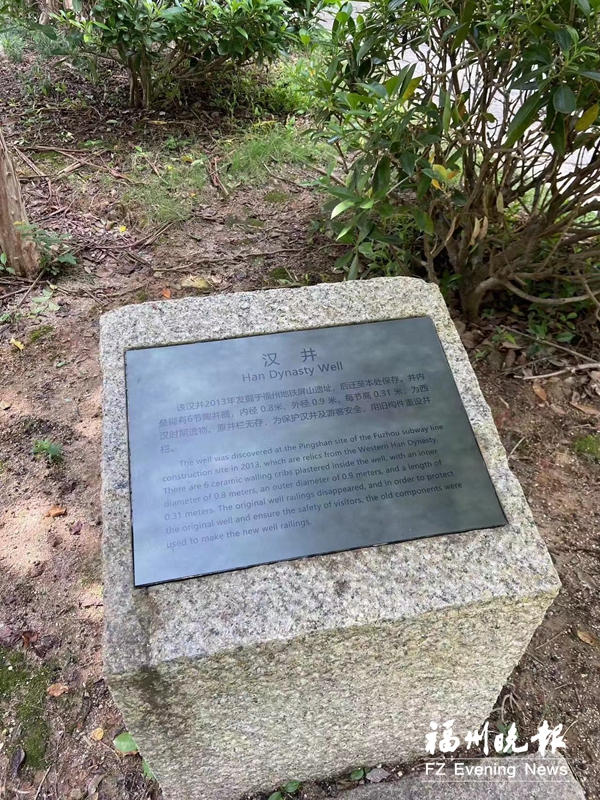 汉井
Han Dynasty Well
该汉井2013年发掘于福州地铁屏山遗址，后迁至本处保存。井内
垒砌有6节陶井圈，内径0.8米、外径0.9米，每节高0.31米，为西
汉时期遗物。原井栏无存，为保护汉井及游客安全，用旧构件重设井
栏。
The well was discovered at the Pingshan site of the Fuzhou subway line
construction site in 2013, which are relics from the Western Han Dynasty.
There are 6 ceramic walling cribs plastered inside the well, with an inner
diameter of 0.8 meters, an outer diameter of 0.9 meters, and a length of
0.31 meters. The original well railings disappeared, and in order to protect
the original well and ensure the safety of visitors, the old components were
used to make the new well railings.
福州晚报
FZ Evening News